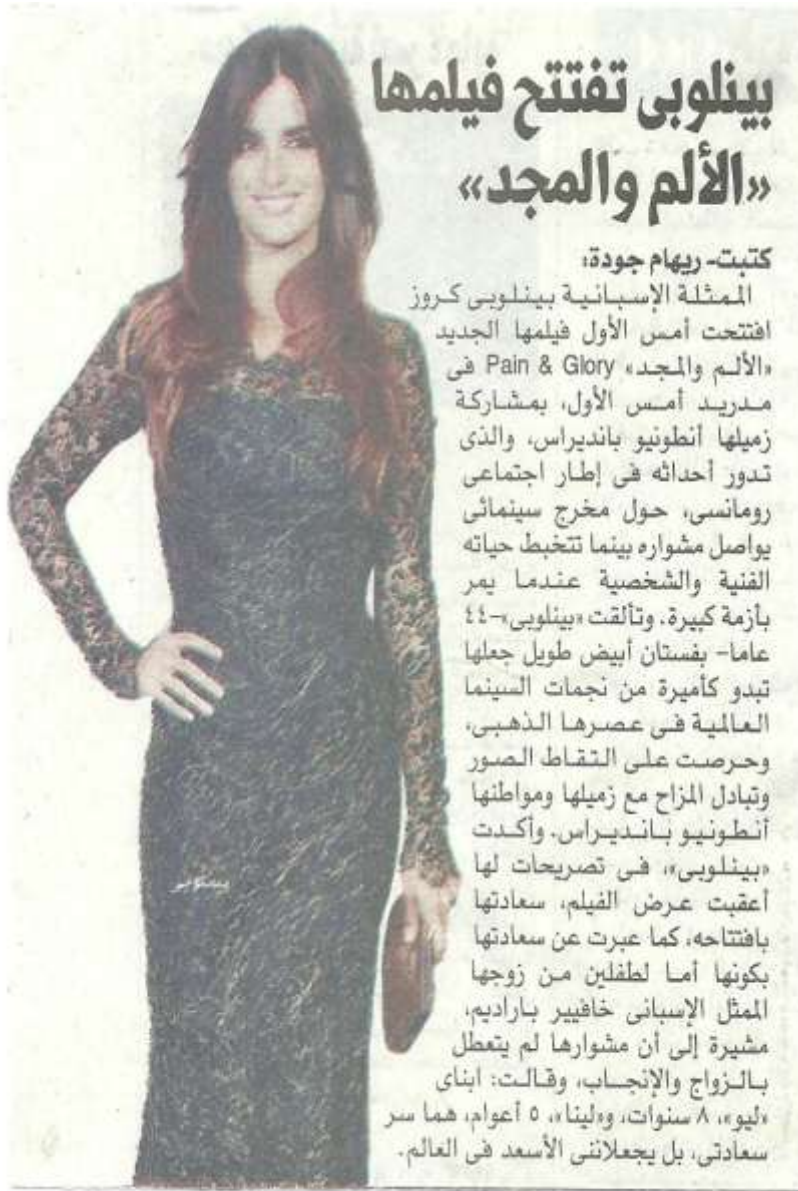 بينلوبى تفتتح فيلمها
«الألم والمجد»
كتبت- ريهام جودة:
الممثلة الإسبانية بينلوبى كروز
افتتحت أمس الأول فيلمها الجديد
«الألم والمجد» Pain & Glory فى
مدريد أمس الأول، بمشاركة
زميلها أنطونيو بانديراس، والذى
تدور أحداثه فى إطار اجتماعى
رومانسى، حول مخرج سينمائى
يواصل مشواره بينما تتخبط حياته
الفنية والشخصية عندما يمر
بأزمة كبيرة. وتألقت «بينلوبى»-٤٤
عاما- بفستان أبيض طويل جعلها
تبدو كأميرة من نجمات السينما
العالمية فى عصرها الذهبى،
وحرصت على التقاط الصور
وتبادل المزاح مع زميلها ومواطنها
أنطونيو بانديراس. وأكدت
«بينلوبى»، فى تصريحات لها
أعقبت عرض الفيلم، سعادتها
بافتتاحه، كما عبرت عن سعادتها
بكونها أما لطفلين من زوجها
الممثل الإسبانى خافيير بارديم،
مشيرة إلى أن مشوارها لم يتعطل
بالزواج والإنجاب، وقالت: ابناى
«ليو»، ٨ سنوات، و«لينا»، ٥ أعوام، هما سر
سعادتى، بل يجعلاننى الأسعد فى العالم.
بينلوبى